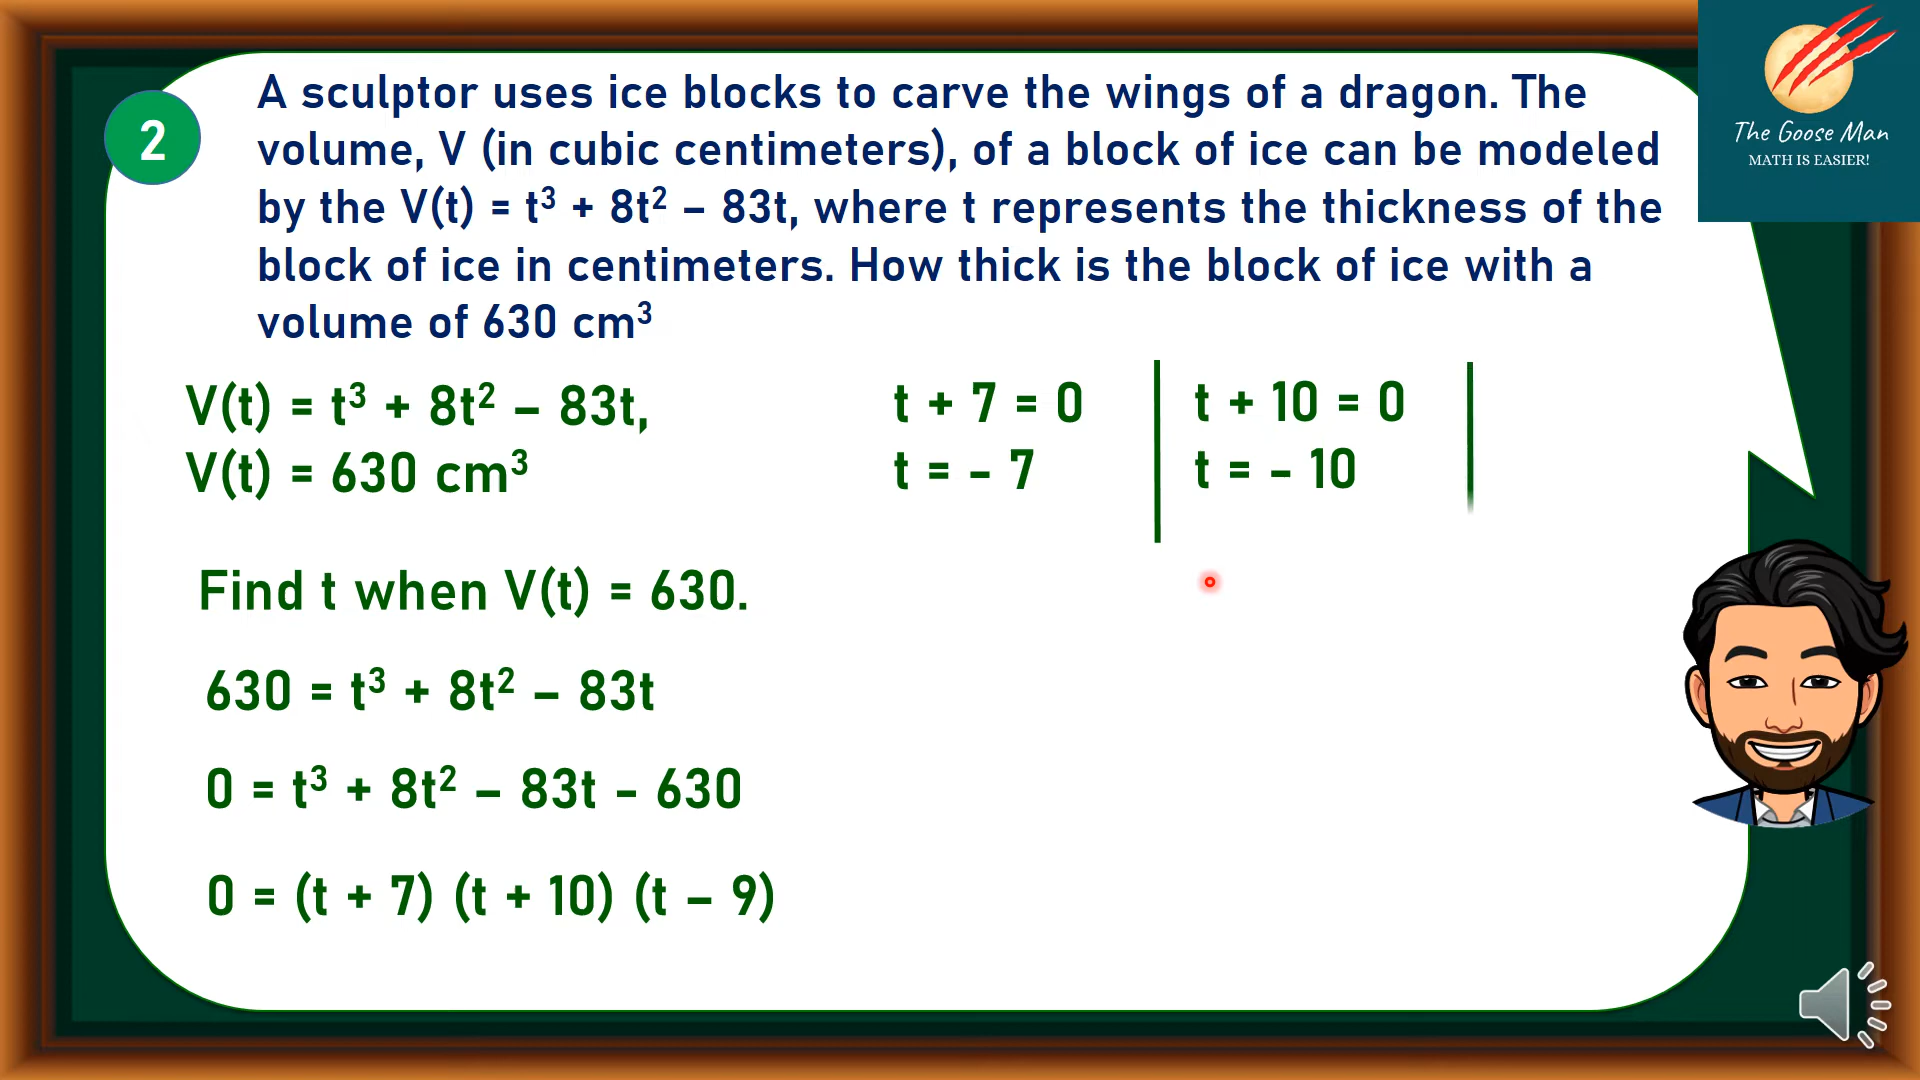 2
A sculptor uses ice blocks to carve the wings of a dragon. The
volume, V (in cubic centimeters), of a block of ice can be modeled
by the V(t) = t³ + 8t² – 83t, where t represents the thickness of the
block of ice in centimeters. How thick is the block of ice with a
volume of 630 cm³
The Goose Man
MATH IS EASIER!
V(t) = t³ + 8t² – 83t,
V(t) = 630 cm³
Find t when V(t) = 630.
630 = t³ + 8t² – 83t
0 = t³ + 8t² – 83t - 630
0 = (t + 7) (t + 10) (t – 9)
t + 7 = 0
t = - 7
t + 10 = 0
t = - 10